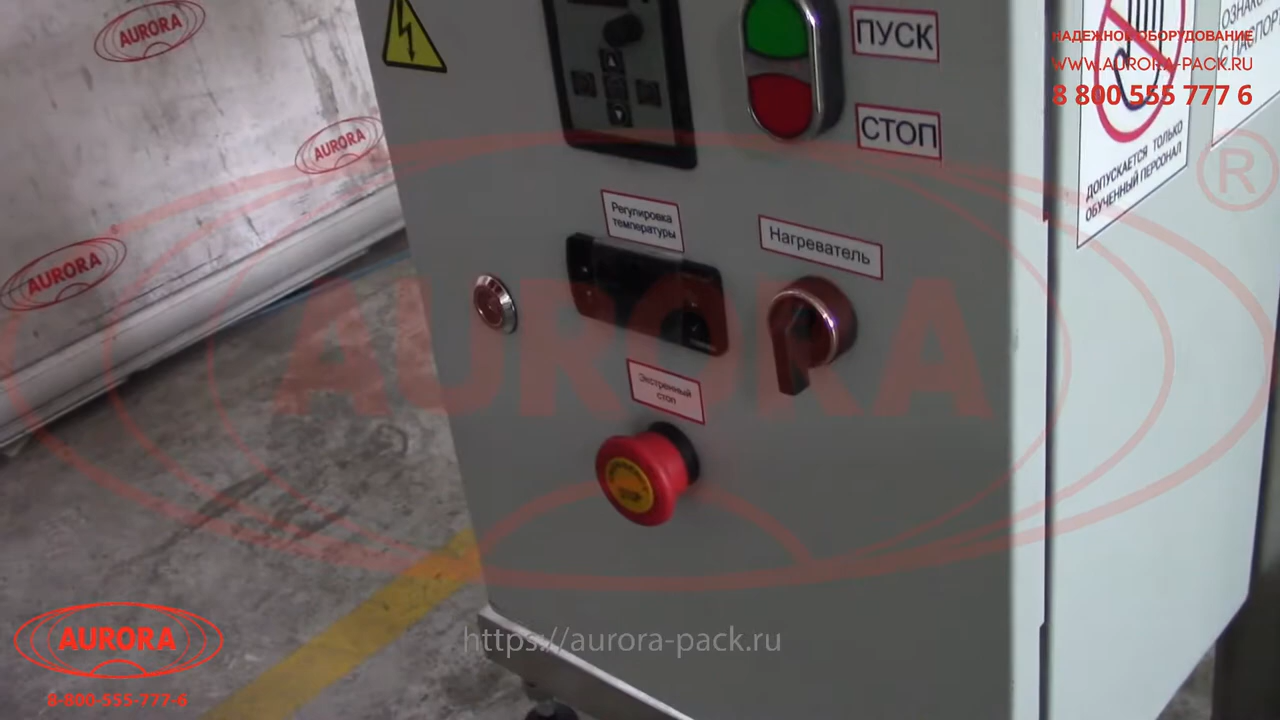 AURORA
AURORA
AURORA
ПУСК
СТОП
НАДЕЖНОЕ ОБОРУДОВАНИЕ
WWW.AURORA-PACK.RU
8 800 555 777 6
ДОПУСКАЕТСЯ ТОЛЬКО
ОБУЧЕННЫЙ ПЕРСОНАЛ
Регулировка
температуры
Нагреватель
AURORA
®
Экстренный
стоп
STOP
AURORA
8-800-555-777-6
https://aurora-pack.ru